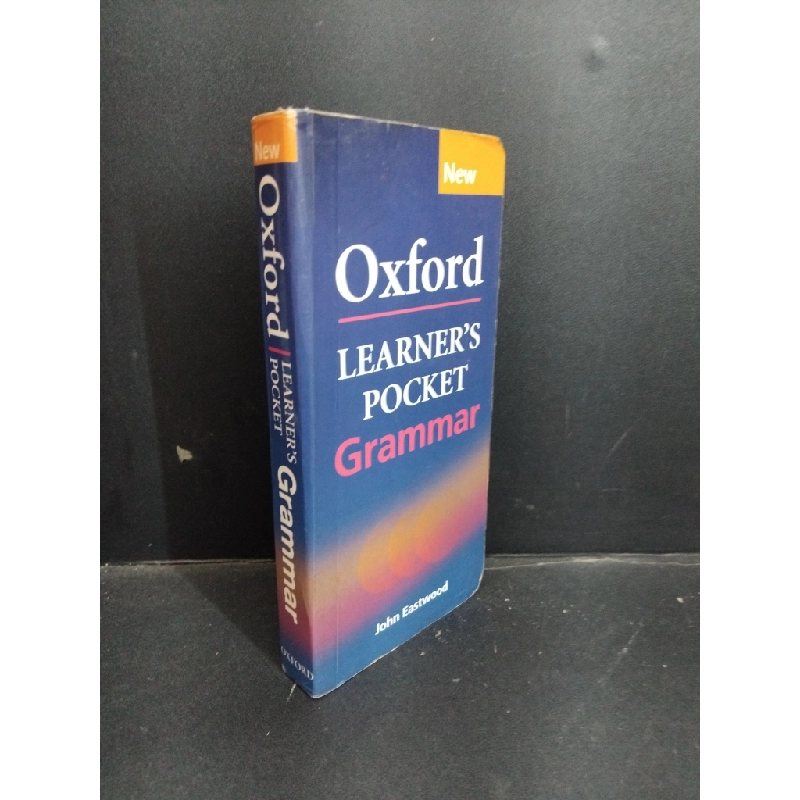 New
Oxford
LEARNER'S
POCKET
Grammar
John Eastwood
New
Oxford
LEARNER'S
POCKET
Grammar
OXFORD